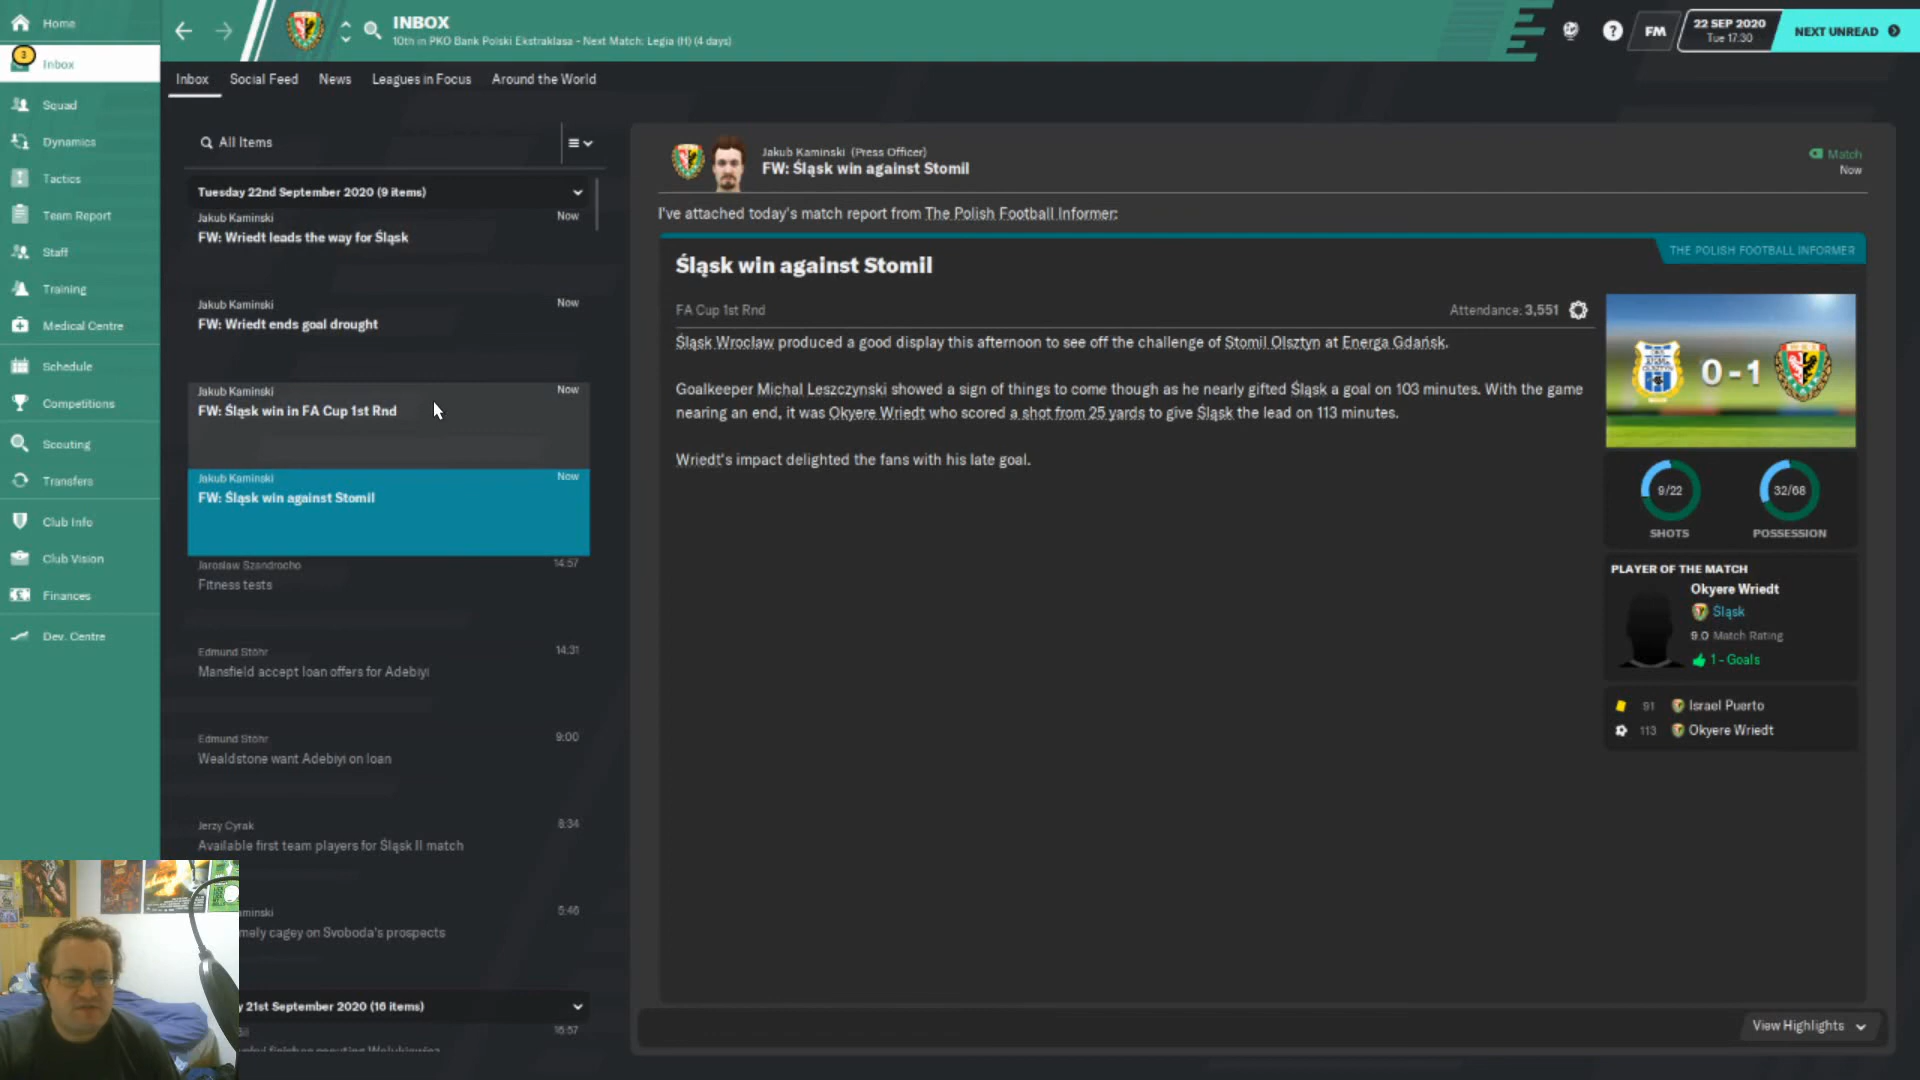 Home
3
Inbox
Squad
Dynamics
Tactics
Team Report
Staff
Training
Medical Centre
Schedule
Competitions
Scouting
Transfers
Club Info
Club Vision
Finances
Dev. Centre
INBOX
10th in PKO Bank Polski Ekstraklasa - Next Match: Legia (H) (4 days)
?
FM
22 SEP 2020
Tue 17:30
NEXT UNREAD
Inbox Social Feed News Leagues in Focus Around the World
All Items
Tuesday 22nd September 2020 (9 items)
Jakub Kaminski Now
FW: Wriedt leads the way for Śląsk
Jakub Kaminski Now
FW: Wriedt ends goal drought
Jakub Kaminski Now
FW: Śląsk win in FA Cup 1st Rnd
Jakub Kaminski Now
FW: Śląsk win against Stomil
Jaroslaw Szandrocho 14:57
Fitness tests
Edmund Stöhr 14:31
Mansfield accept loan offers for Adebiyi
Edmund Stöhr 9:00
Wealdstone want Adebiyi on loan
Jerzy Cyrak 8:34
Available first team players for Śląsk II match
aminski 5:46
mely cagey on Svoboda's prospects
y 21st September 2020 (16 items)
16:57
Jakub Kaminski (Press Officer)
FW: Śląsk win against Stomil
Match
Now
I've attached today's match report from The Polish Football Informer:
THE POLISH FOOTBALL INFORMER
Śląsk win against Stomil
FA Cup 1st Rnd Attendance: 3,551
Śląsk Wrocław produced a good display this afternoon to see off the challenge of Stomil Olsztyn at Energa Gdańsk.
Goalkeeper Michal Leszczynski showed a sign of things to come though as he nearly gifted Śląsk a goal on 103 minutes. With the game
nearing an end, it was Okyere Wriedt who scored a shot from 25 yards to give Śląsk the lead on 113 minutes.
Wriedt's impact delighted the fans with his late goal.
0 - 1
9/22 32/68
SHOTS POSSESSION
PLAYER OF THE MATCH
Okyere Wriedt
Śląsk
9.0 Match Rating
1 - Goals
91 Israel Puerto
113 Okyere Wriedt
View Highlights